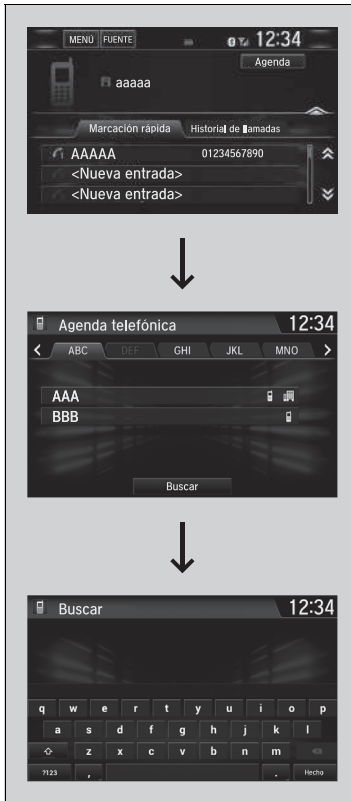 MENÚ FUENTE 12:34
Agenda
aaaaa
Marcación rápida Historial de llamadas
AAAAA 01234567890
<Nueva entrada>
<Nueva entrada>
Agenda telefónica 12:34
ABC DEF GHI JKL MNO
AAA
BBB
Buscar
Buscar 12:34
q w e r t y u i o p
a s d f g h j k l
z x c v b n m
?123 , . Hecho